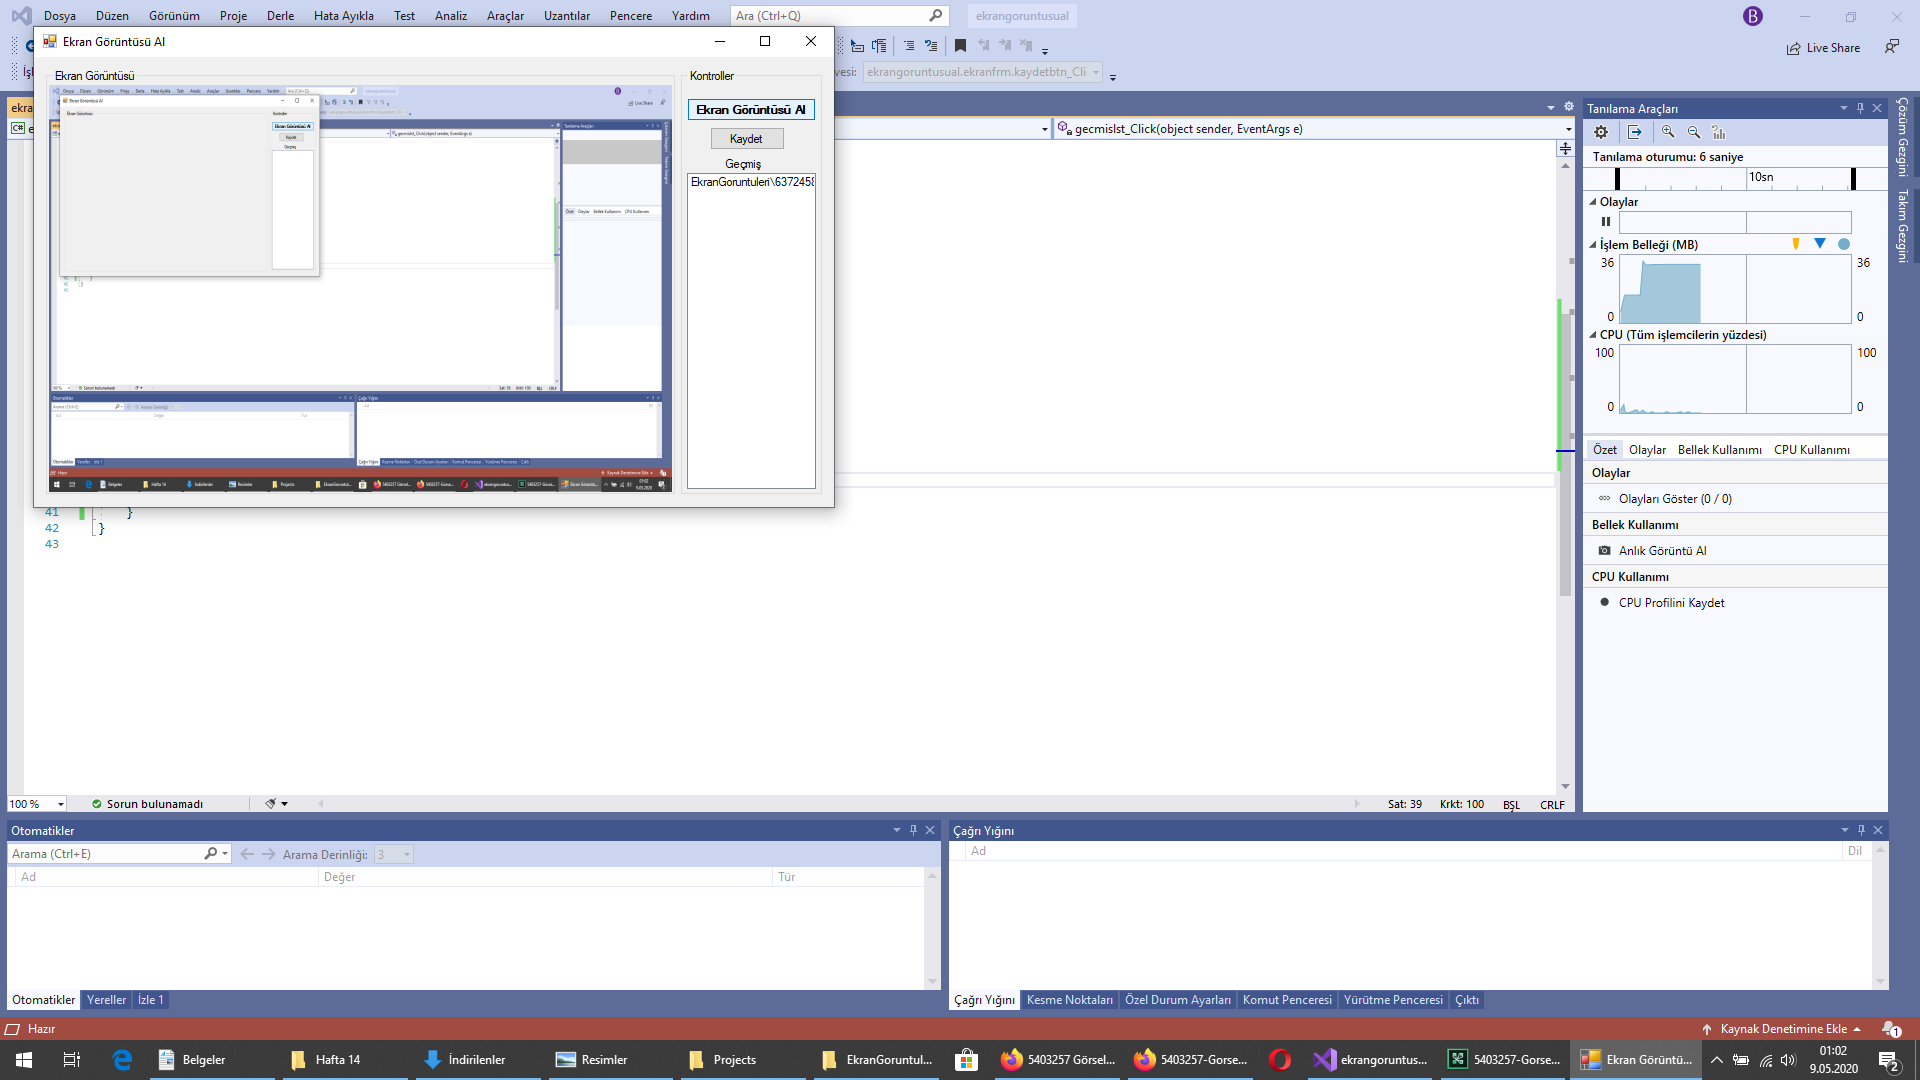 Dosya Düzen Görünüm Proje Derle Hata Ayıkla Test Analiz Araçlar Uzantılar Pencere Yardım Ara (Ctrl+Q) ekrangoruntusual B
Live Share
ekrangoruntusual.ekranfrm.kaydetbtn_Cli
Ekran Görüntüsü Al
Ekran Görüntüsü
Kontroller
Ekran Görüntüsü Al
Kaydet
Geçmiş
EkranGoruntuleri\6372458
gecmislst_Click(object sender, EventArgs e)
41 }
42 }
43
100 % Sorun bulunamadı Sat: 39 Krkt: 100 BŞL CRLF
Tanılama Araçları
Tanılama oturumu: 6 saniye
10sn
Olaylar
İşlem Belleği (MB)
36 36
0 0
CPU (Tüm işlemcilerin yüzdesi)
100 100
0 0
Özet Olaylar Bellek Kullanımı CPU Kullanımı
Olaylar
Olayları Göster (0 / 0)
Bellek Kullanımı
Anlık Görüntü Al
CPU Kullanımı
CPU Profilini Kaydet
Çözüm Gezgini
Takım Gezgini
Otomatikler
Arama (Ctrl+E) Arama Derinliği: 3
Ad Değer Tür
Otomatikler Yereller İzle 1
Çağrı Yığını
Ad Dil
Çağrı Yığını Kesme Noktaları Özel Durum Ayarları Komut Penceresi Yürütme Penceresi Çıktı
Hazır Kaynak Denetimine Ekle 1
Belgeler Hafta 14 İndirilenler Resimler Projects EkranGoruntul... 5403257 Görsel... 5403257-Gorse... ekrangoruntus... 5403257-Gorse... Ekran Görüntü...
01:02
9.05.2020
2